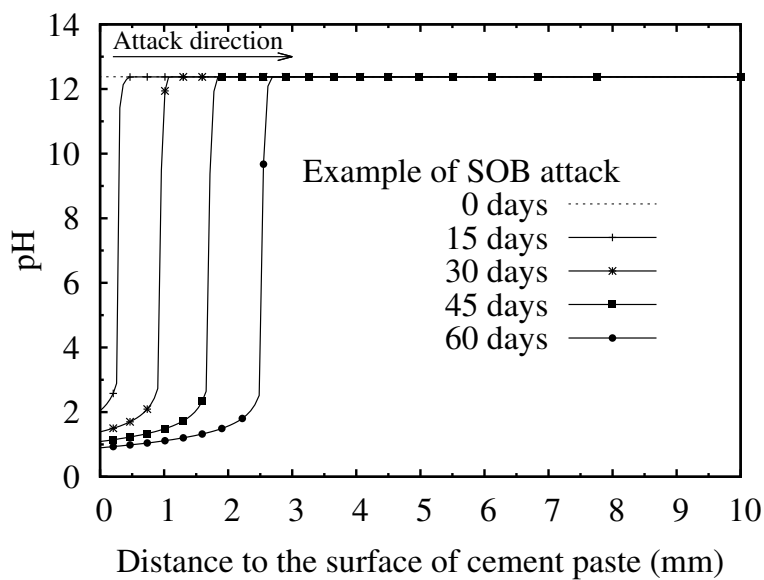 14
12
10
8
6
4
2
0
pH
Attack direction
Example of SOB attack
0 days
15 days
30 days
45 days
60 days
0 1 2 3 4 5 6 7 8 9 10
Distance to the surface of cement paste (mm)